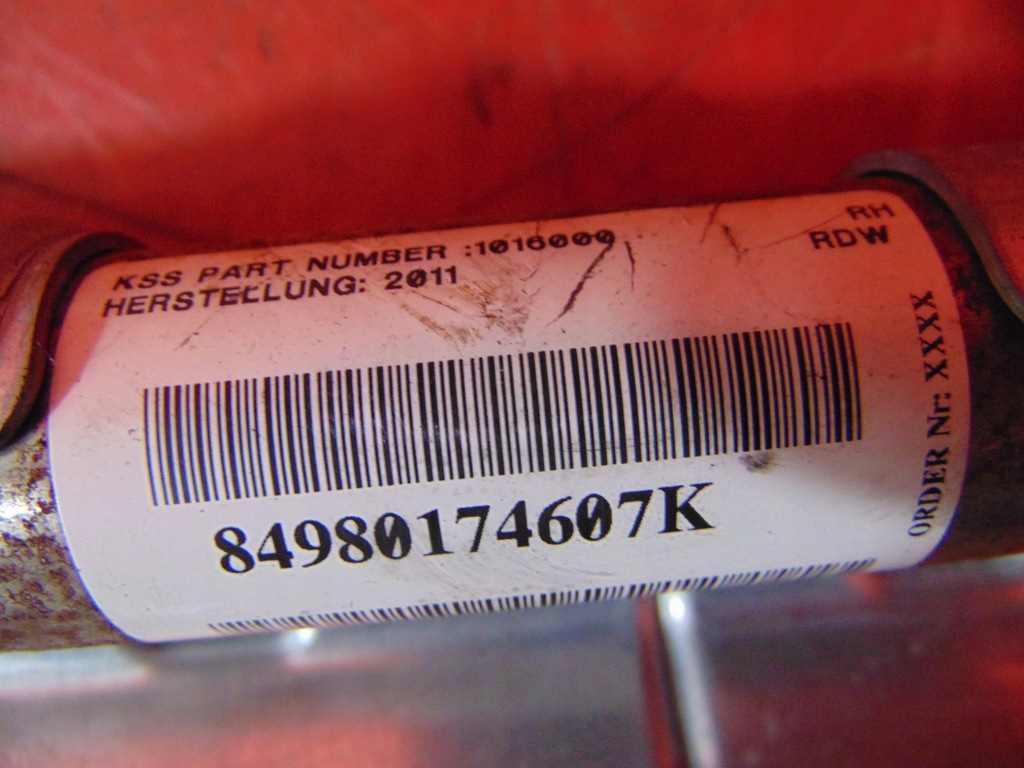 KSS PART NUMBER :1016000
HERSTELLUNG: 2011
RH
RDW
84980174607K
ORDER Nr: XXXX